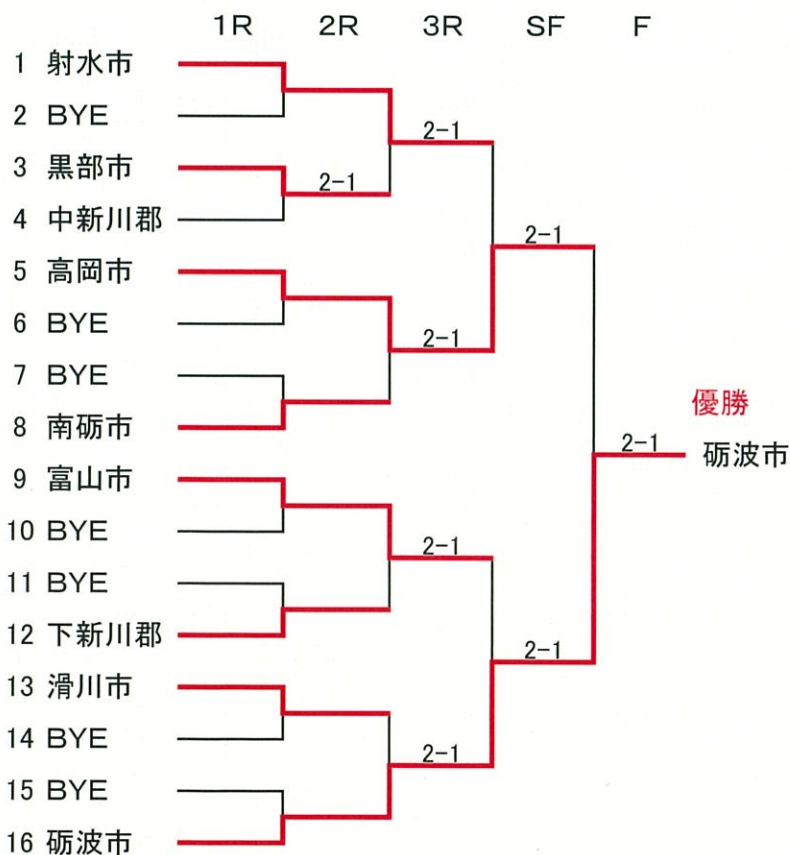 1R 2R 3R SF F
1 射水市
2 BYE
2-1
3 黒部市
2-1
4 中新川郡
2-1
5 高岡市
6 BYE
2-1
7 BYE
優勝
8 南砺市
2-1 砺波市
9 富山市
10 BYE
2-1
11 BYE
12 下新川郡
2-1
13 滑川市
14 BYE
2-1
15 BYE
16 砺波市